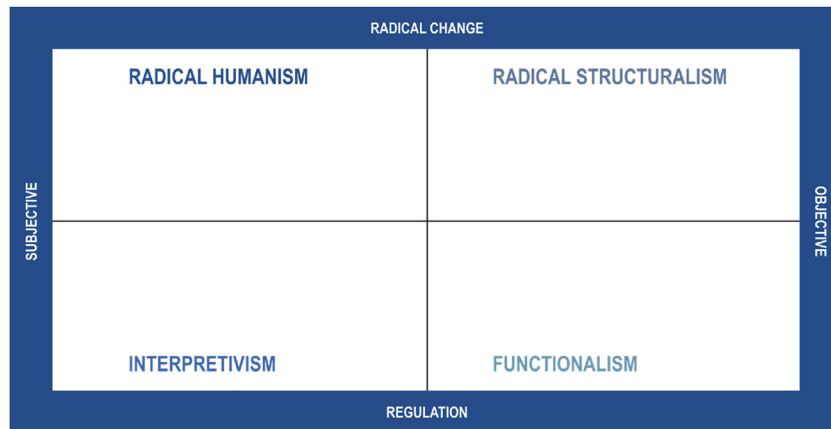 RADICAL CHANGE
RADICAL HUMANISM
RADICAL STRUCTURALISM
SUBJECTIVE
OBJECTIVE
INTERPRETIVISM
FUNCTIONALISM
REGULATION